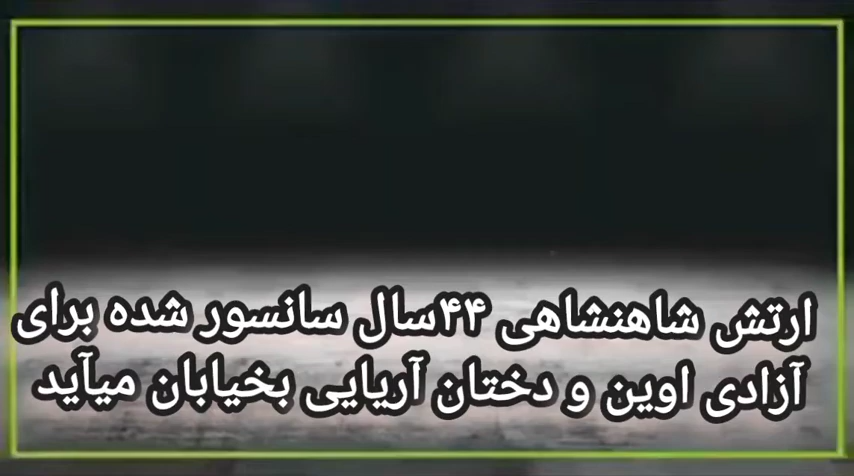 ارتش شاهنشاهی ۴۴سال سانسور شده برای
آزادی اوین و دختان آریایی بخیابان میآید